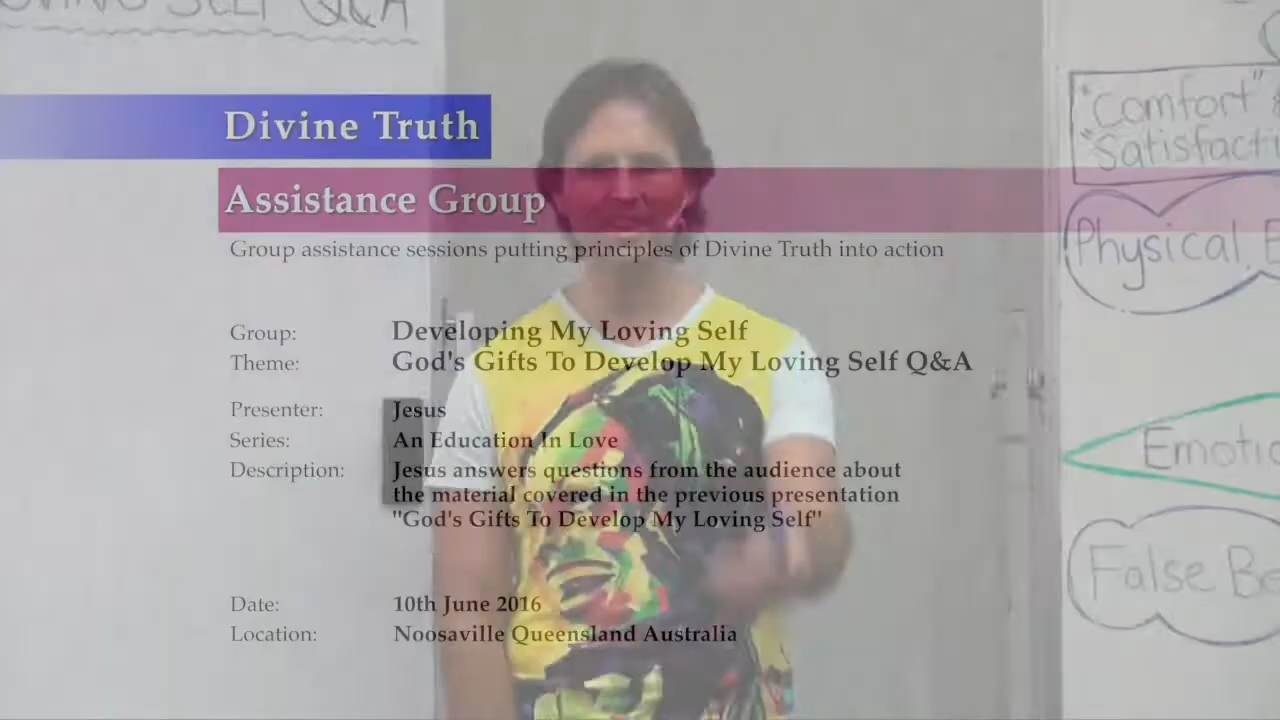 SELF Q&A
Divine Truth
Assistance Group
Group assistance sessions putting principles of Divine Truth into action
Group: Developing My Loving Self
Theme: God's Gifts To Develop My Loving Self Q&A
Presenter: Jesus
Series: An Education In Love
Description: Jesus answers questions from the audience about
the material covered in the previous presentation
"God's Gifts To Develop My Loving Self"
Date: 10th June 2016
Location: Noosaville Queensland Australia
"Comfort"
Physical
False